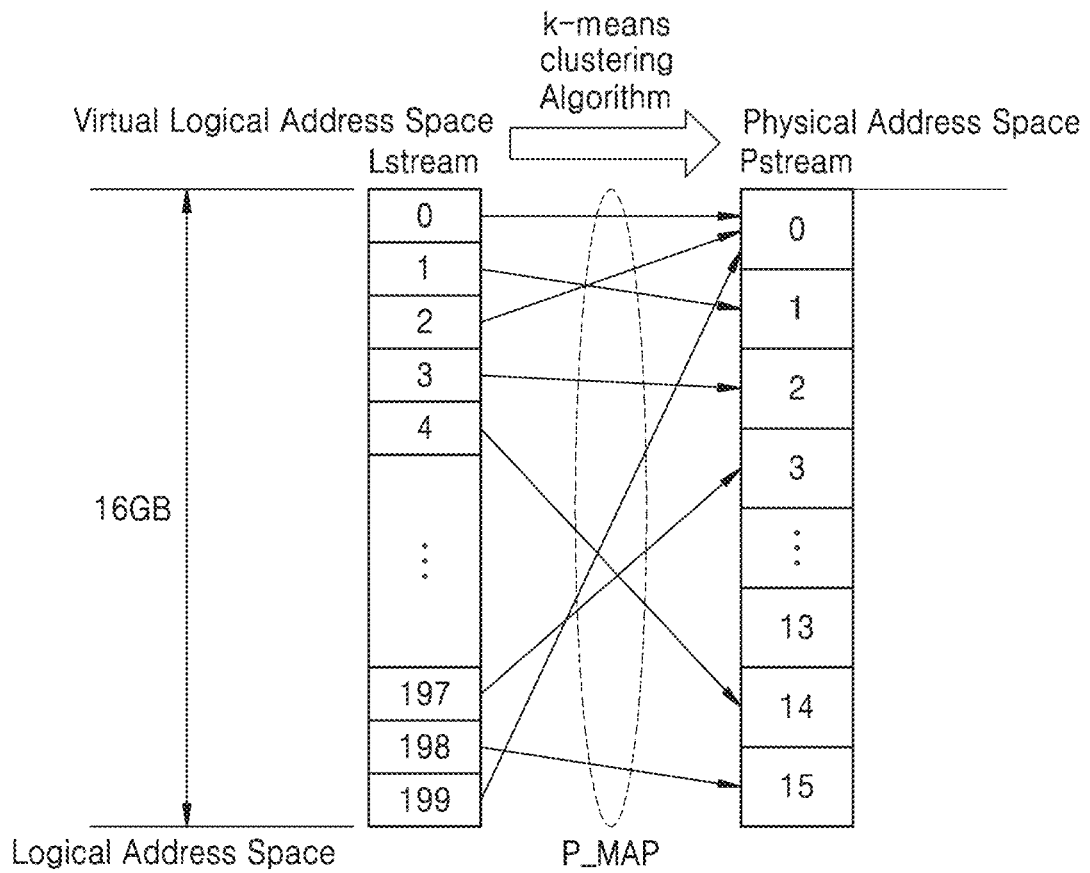 k-means
clustering
Algorithm
Virtual Logical Address Space
Physical Address Space
Lstream
Pstream
0
1
2
3
4
⋮
197
198
199
0
1
2
3
⋮
13
14
15
16GB
Logical Address Space
P_MAP